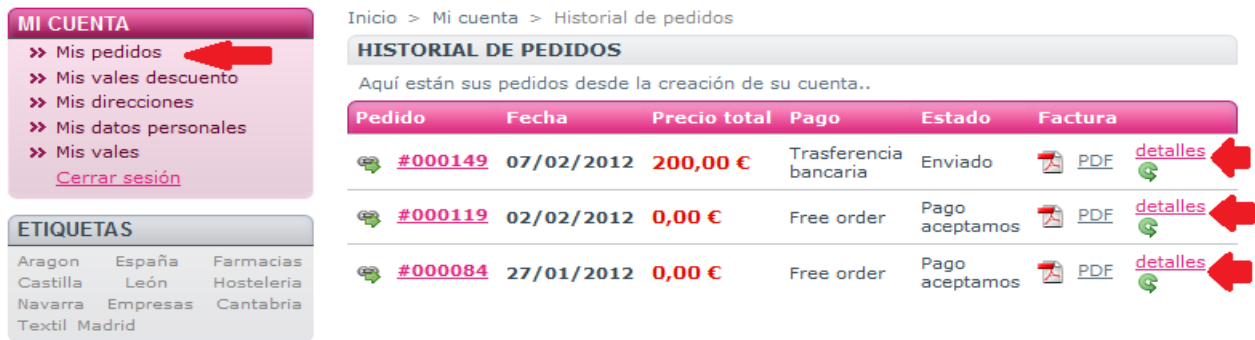 MI CUENTA
Mis pedidos
Mis vales descuento
Mis direcciones
Mis datos personales
Mis vales
Cerrar sesión
ETIQUETAS
Aragon España Farmacias
Castilla León Hosteleria
Navarra Empresas Cantabria
Textil Madrid
Inicio > Mi cuenta > Historial de pedidos
HISTORIAL DE PEDIDOS
Aquí están sus pedidos desde la creación de su cuenta..
Pedido Fecha Precio total Pago Estado Factura
#000149 07/02/2012 200,00 € Trasferencia bancaria Enviado PDF detalles
#000119 02/02/2012 0,00 € Free order Pago aceptamos PDF detalles
#000084 27/01/2012 0,00 € Free order Pago aceptamos PDF detalles